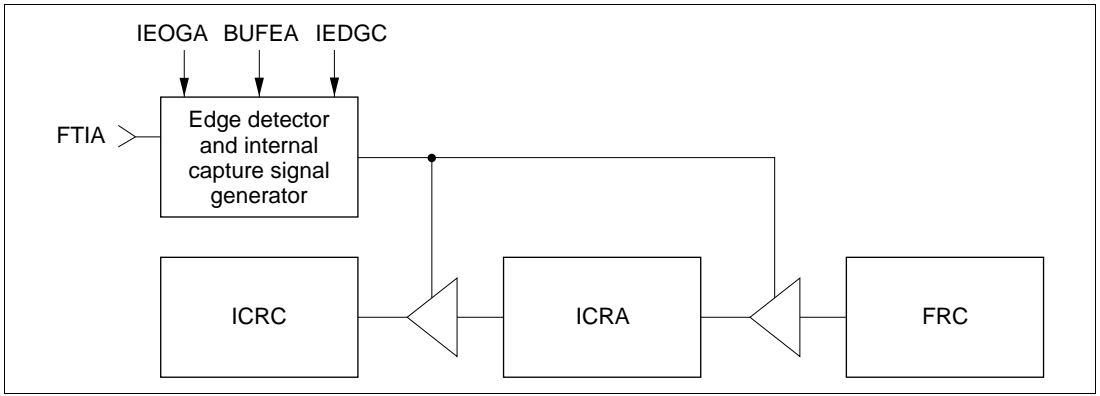 IEOGA BUFEA IEDGC
FTIA
Edge detector
and internal
capture signal
generator
ICRC ICRA FRC